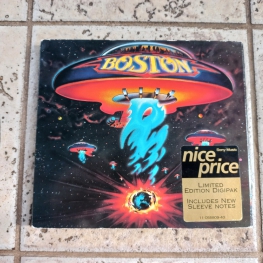 BOSTON
Sony Music
nice
price
LIMITED
EDITION DIGIPAK
INCLUDES NEW
SLEEVE NOTES